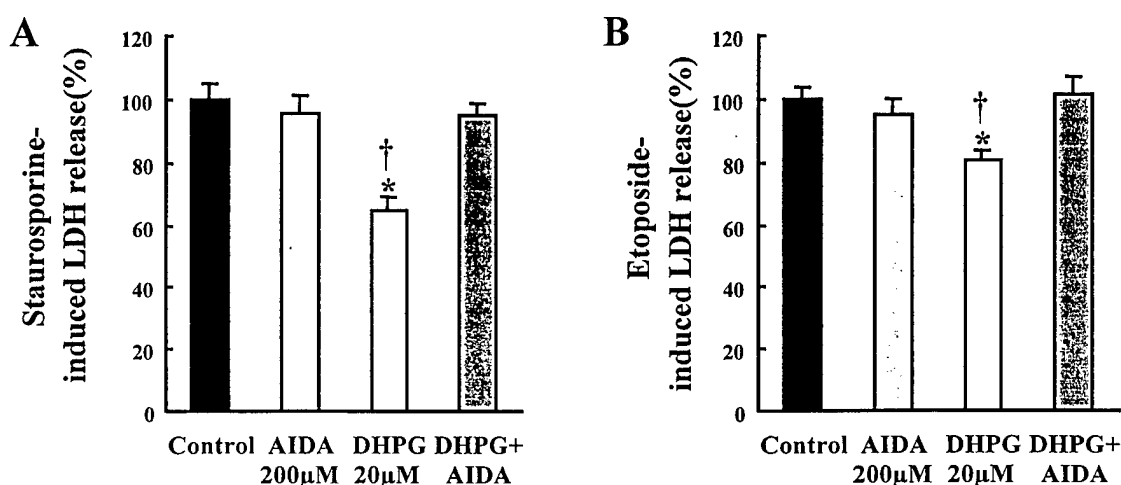 A
Staurosporine-
induced LDH release(%)
120
100
80
60
40
20
0
†
*
Control AIDA DHPG DHPG+
200µM 20µM AIDA
B
Etoposide-
induced LDH release(%)
120
100
80
60
40
20
0
†
*
Control AIDA DHPG DHPG+
200µM 20µM AIDA